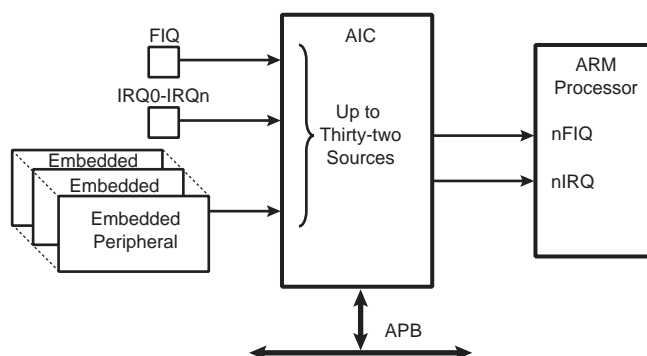 FIQ
IRQ0-IRQn
Embedded
Embedded
Embedded
Peripheral
AIC
Up to
Thirty-two
Sources
ARM
Processor
nFIQ
nIRQ
APB